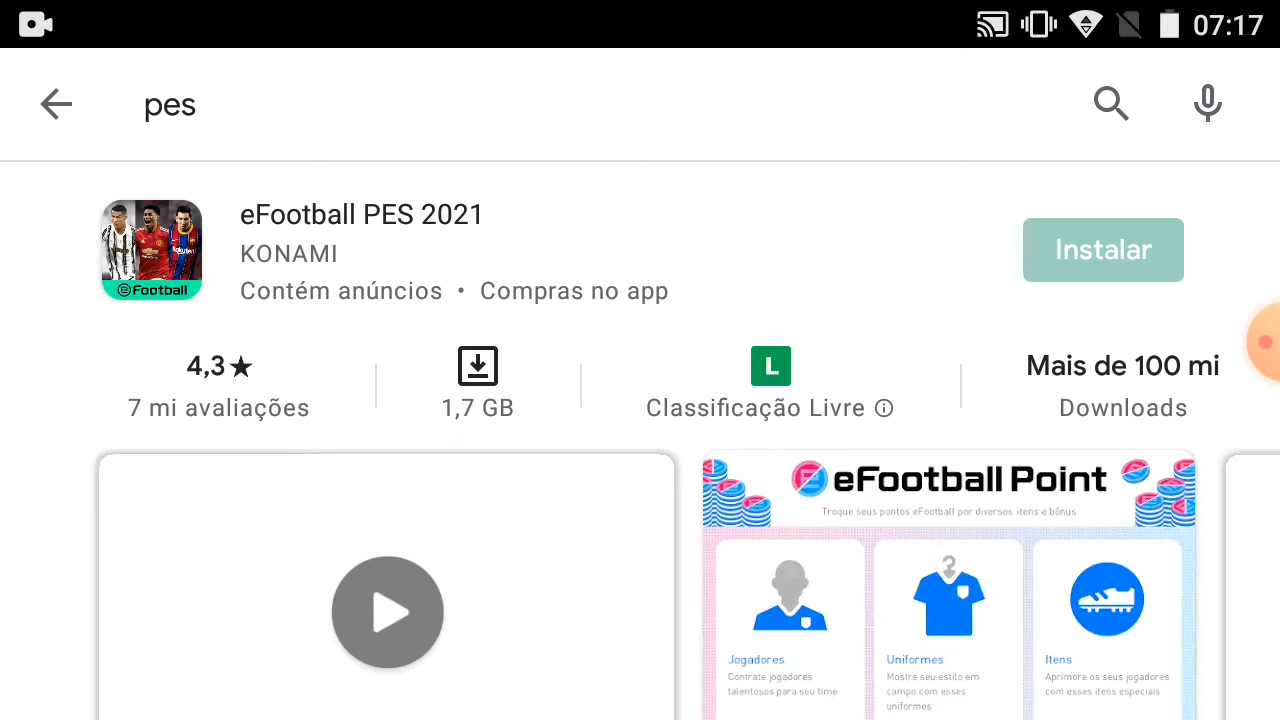 07:17
pes
eFootball PES 2021
KONAMI
Contém anúncios • Compras no app
Instalar
Football
4,3★
7 mi avaliações
1,7 GB
L
Classificação Livre
Mais de 100 mi
Downloads
eFootball Point
Troque seus pontos eFootball por diversos itens e bônus
Jogadores
Contrate jogadores
talentosos para seu time
Uniformes
Mostre seu estilo em
campo com esses
uniformes
Itens
Aprimore os seus jogadores
com esses itens especiais